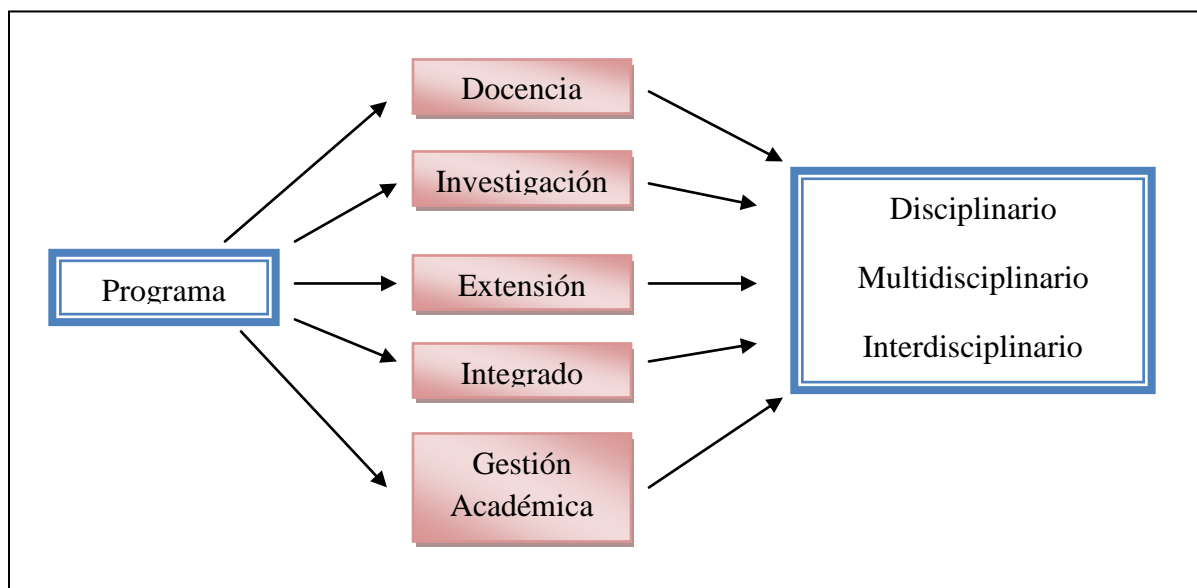 Docencia
Investigación
Extensión
Integrado
Gestión
Académica
Programa
Disciplinario
Multidisciplinario
Interdisciplinario